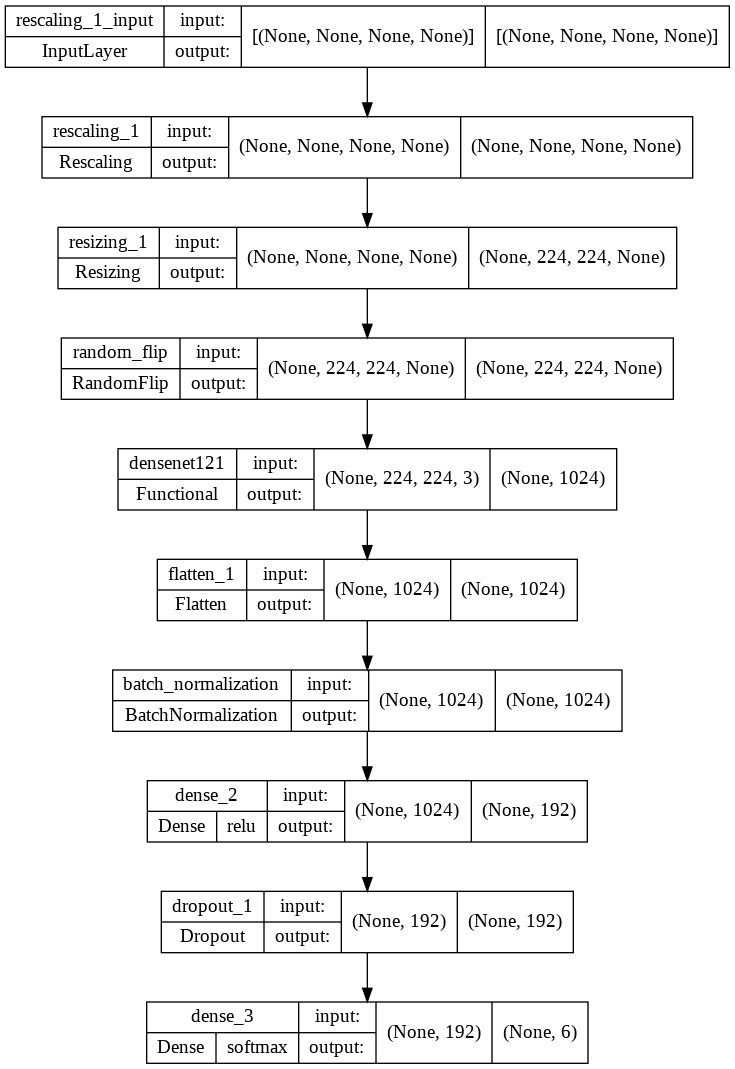 rescaling_1_input input: [(None, None, None, None)] [(None, None, None, None)]
InputLayer output:
rescaling_1 input: (None, None, None, None) (None, None, None, None)
Rescaling output:
resizing_1 input: (None, None, None, None) (None, 224, 224, None)
Resizing output:
random_flip input: (None, 224, 224, None) (None, 224, 224, None)
RandomFlip output:
densenet121 input: (None, 224, 224, 3) (None, 1024)
Functional output:
flatten_1 input: (None, 1024) (None, 1024)
Flatten output:
batch_normalization input: (None, 1024) (None, 1024)
BatchNormalization output:
dense_2 input: (None, 1024) (None, 192)
Dense relu output:
dropout_1 input: (None, 192) (None, 192)
Dropout output:
dense_3 input: (None, 192) (None, 6)
Dense softmax output: